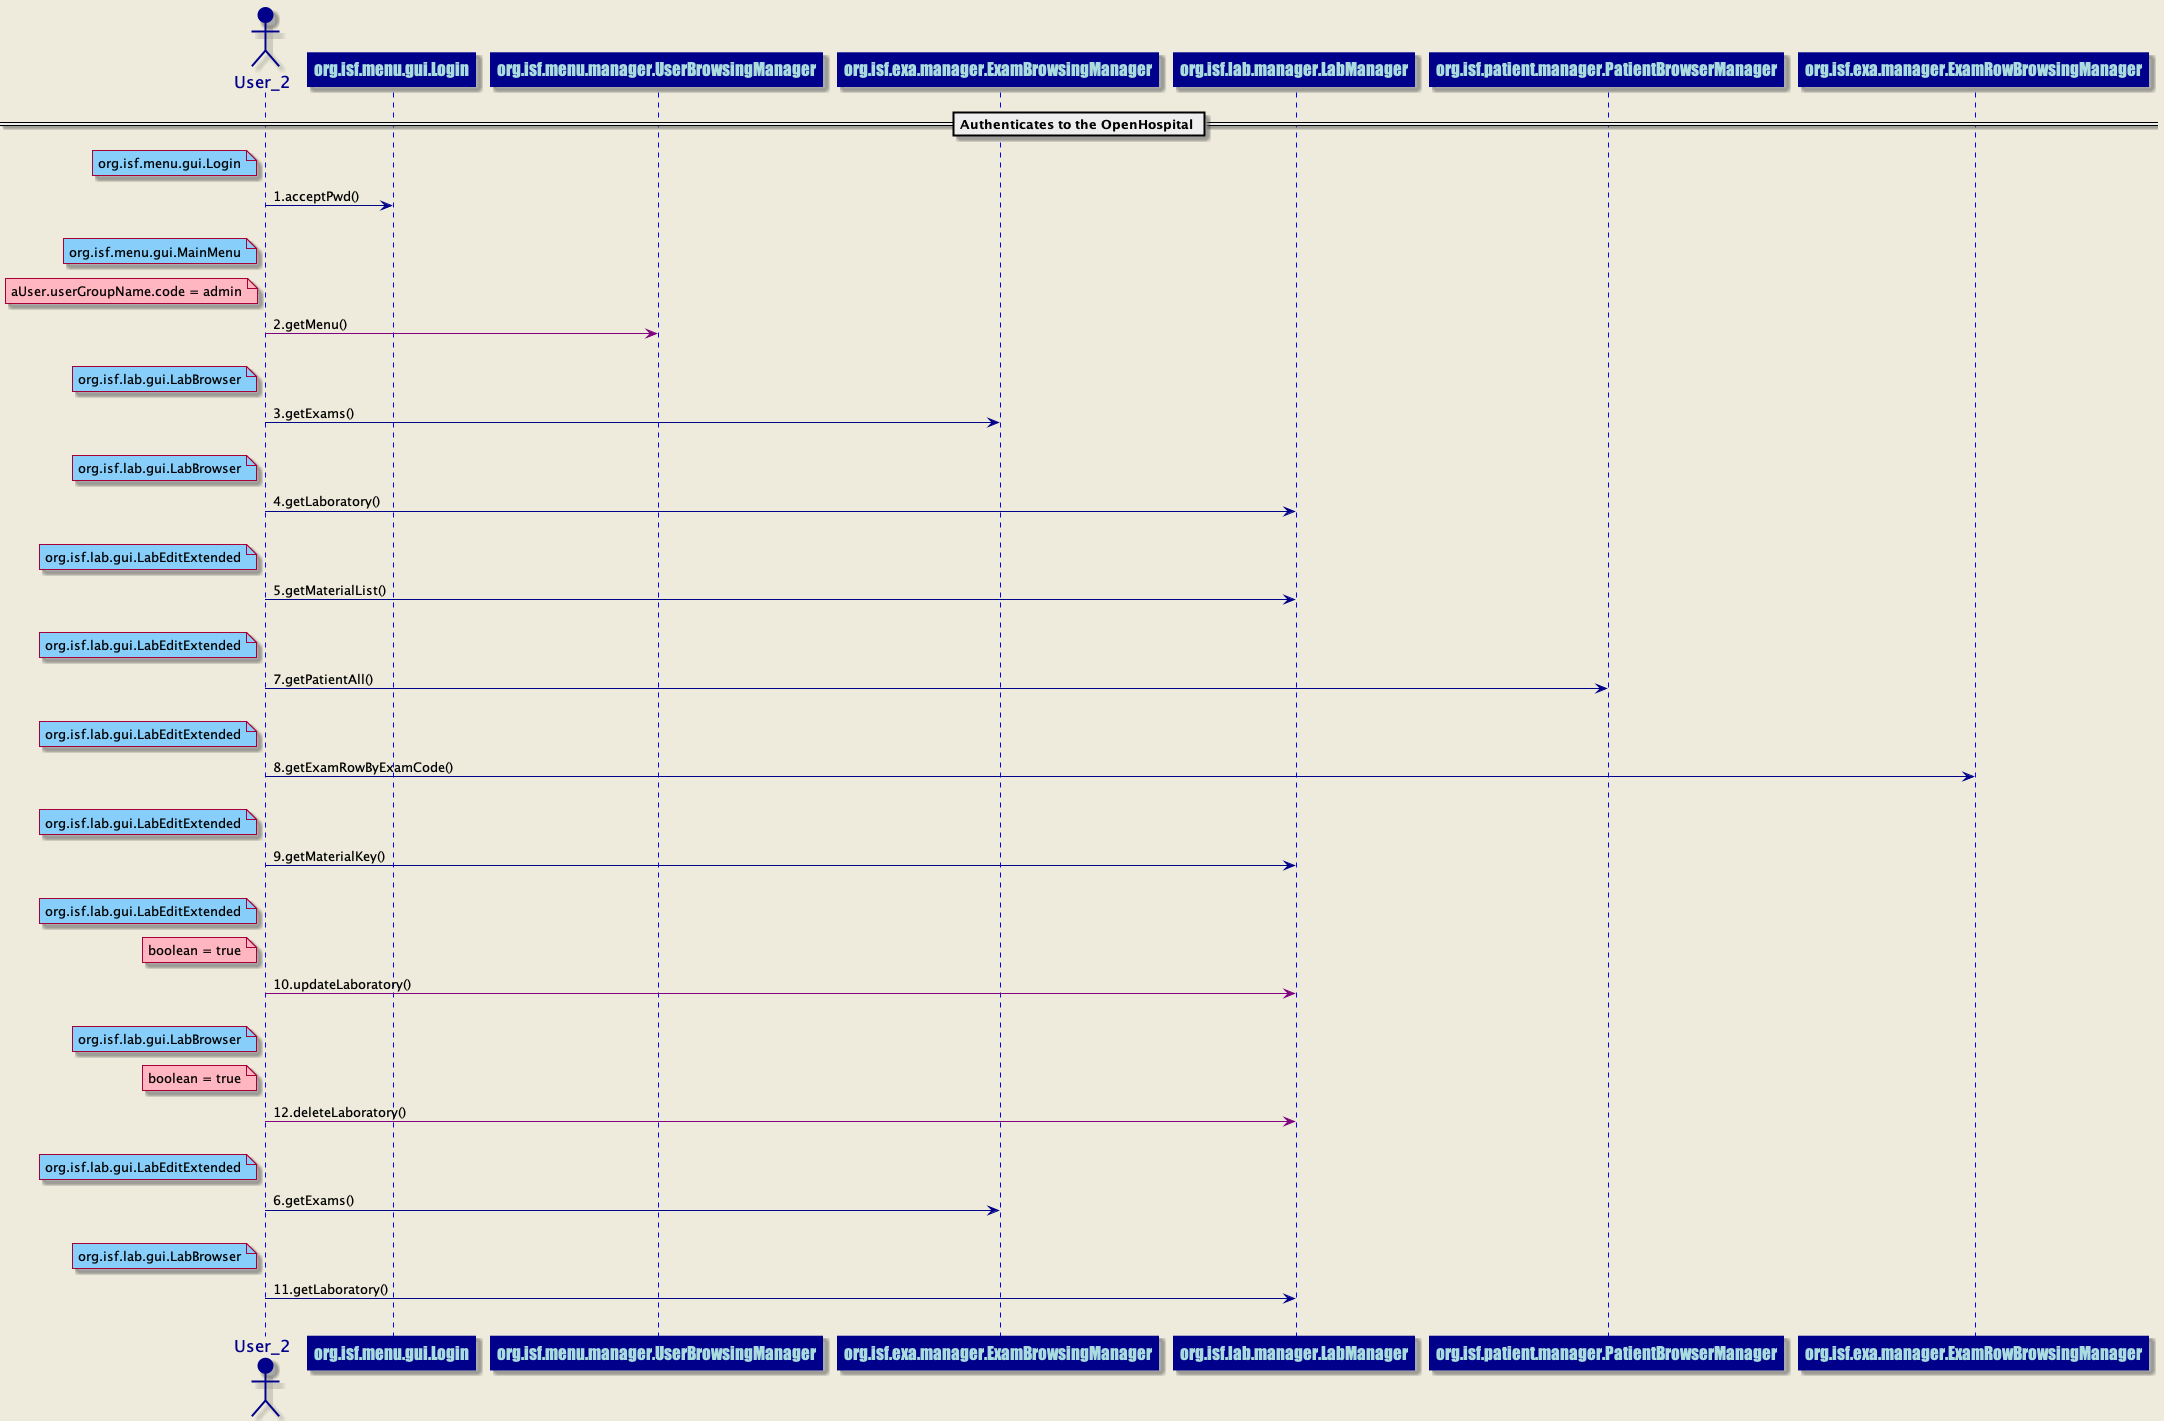 User_2
org.isf.menu.gui.Login
org.isf.menu.manager.UserBrowsingManager
org.isf.exa.manager.ExamBrowsingManager
org.isf.lab.manager.LabManager
org.isf.patient.manager.PatientBrowserManager
org.isf.exa.manager.ExamRowBrowsingManager
Authenticates to the OpenHospital
org.isf.menu.gui.Login
1.acceptPwd()
org.isf.menu.gui.MainMenu
aUser.userGroupName.code = admin
2.getMenu()
org.isf.lab.gui.LabBrowser
3.getExams()
org.isf.lab.gui.LabBrowser
4.getLaboratory()
org.isf.lab.gui.LabEditExtended
5.getMaterialList()
org.isf.lab.gui.LabEditExtended
7.getPatientAll()
org.isf.lab.gui.LabEditExtended
8.getExamRowByExamCode()
org.isf.lab.gui.LabEditExtended
9.getMaterialKey()
org.isf.lab.gui.LabEditExtended
boolean = true
10.updateLaboratory()
org.isf.lab.gui.LabBrowser
boolean = true
12.deleteLaboratory()
org.isf.lab.gui.LabEditExtended
6.getExams()
org.isf.lab.gui.LabBrowser
11.getLaboratory()
User_2
org.isf.menu.gui.Login
org.isf.menu.manager.UserBrowsingManager
org.isf.exa.manager.ExamBrowsingManager
org.isf.lab.manager.LabManager
org.isf.patient.manager.PatientBrowserManager
org.isf.exa.manager.ExamRowBrowsingManager